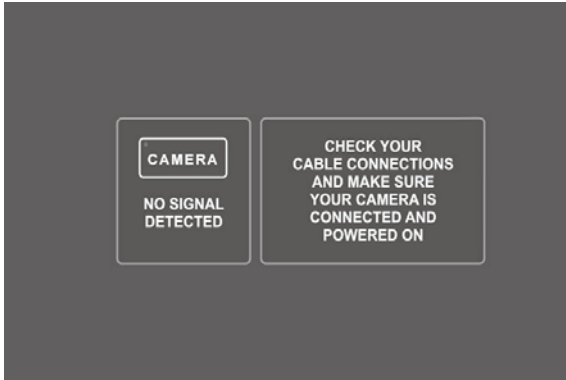 CAMERA
NO SIGNAL
DETECTED
CHECK YOUR
CABLE CONNECTIONS
AND MAKE SURE
YOUR CAMERA IS
CONNECTED AND
POWERED ON